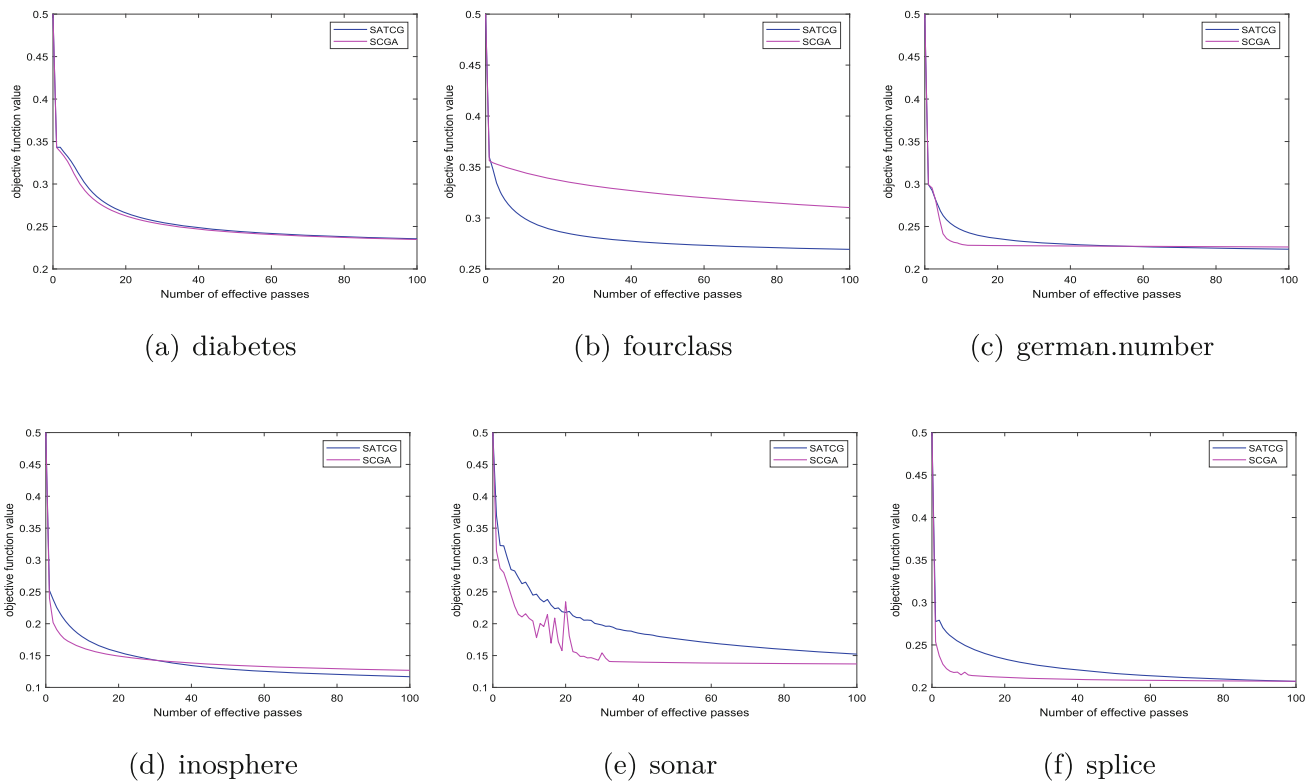 0.5
0.45
0.4
0.35
0.3
0.25
0.2
objective function value
0 20 40 60 80 100
Number of effective passes
SATCG
SCGA
(a) diabetes
0.5
0.45
0.4
0.35
0.3
0.25
objective function value
0 20 40 60 80 100
Number of effective passes
SATCG
SCGA
(b) fourclass
0.5
0.45
0.4
0.35
0.3
0.25
0.2
objective function value
0 20 40 60 80 100
Number of effective passes
SATCG
SCGA
(c) german.number
0.5
0.45
0.4
0.35
0.3
0.25
0.2
0.15
0.1
objective function value
0 20 40 60 80 100
Number of effective passes
SATCG
SCGA
(d) inosphere
0.5
0.45
0.4
0.35
0.3
0.25
0.2
0.15
0.1
objective function value
0 20 40 60 80 100
Number of effective passes
SATCG
SCGA
(e) sonar
0.5
0.45
0.4
0.35
0.3
0.25
0.2
objective function value
0 20 40 60 80 100
Number of effective passes
SATCG
SCGA
(f) splice